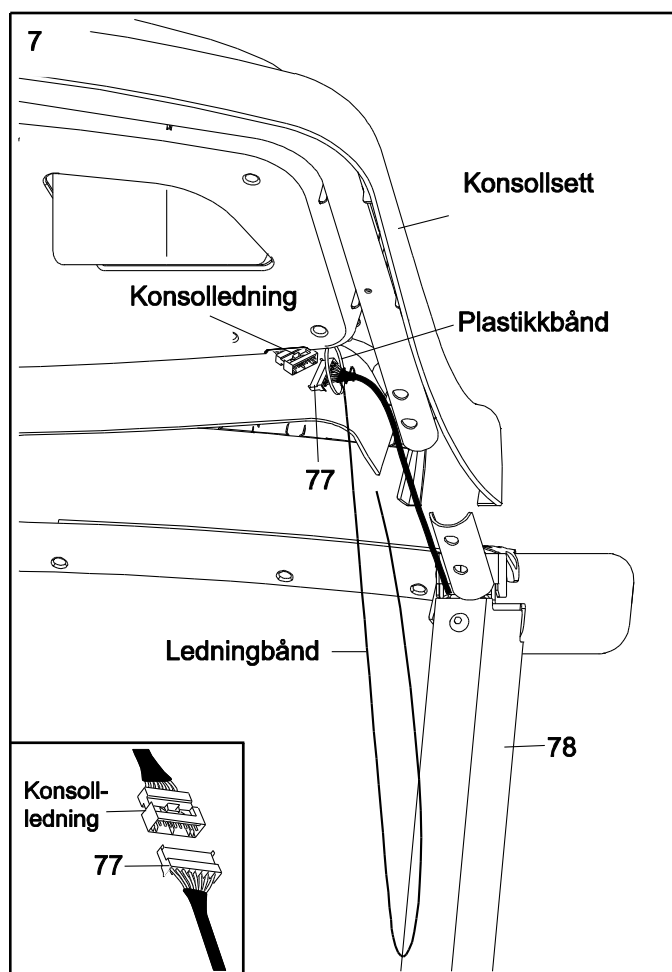 7
Konsollsett
Konsolledning
Plastikkbånd
77
Ledningbånd
78
Konsoll-
ledning
77